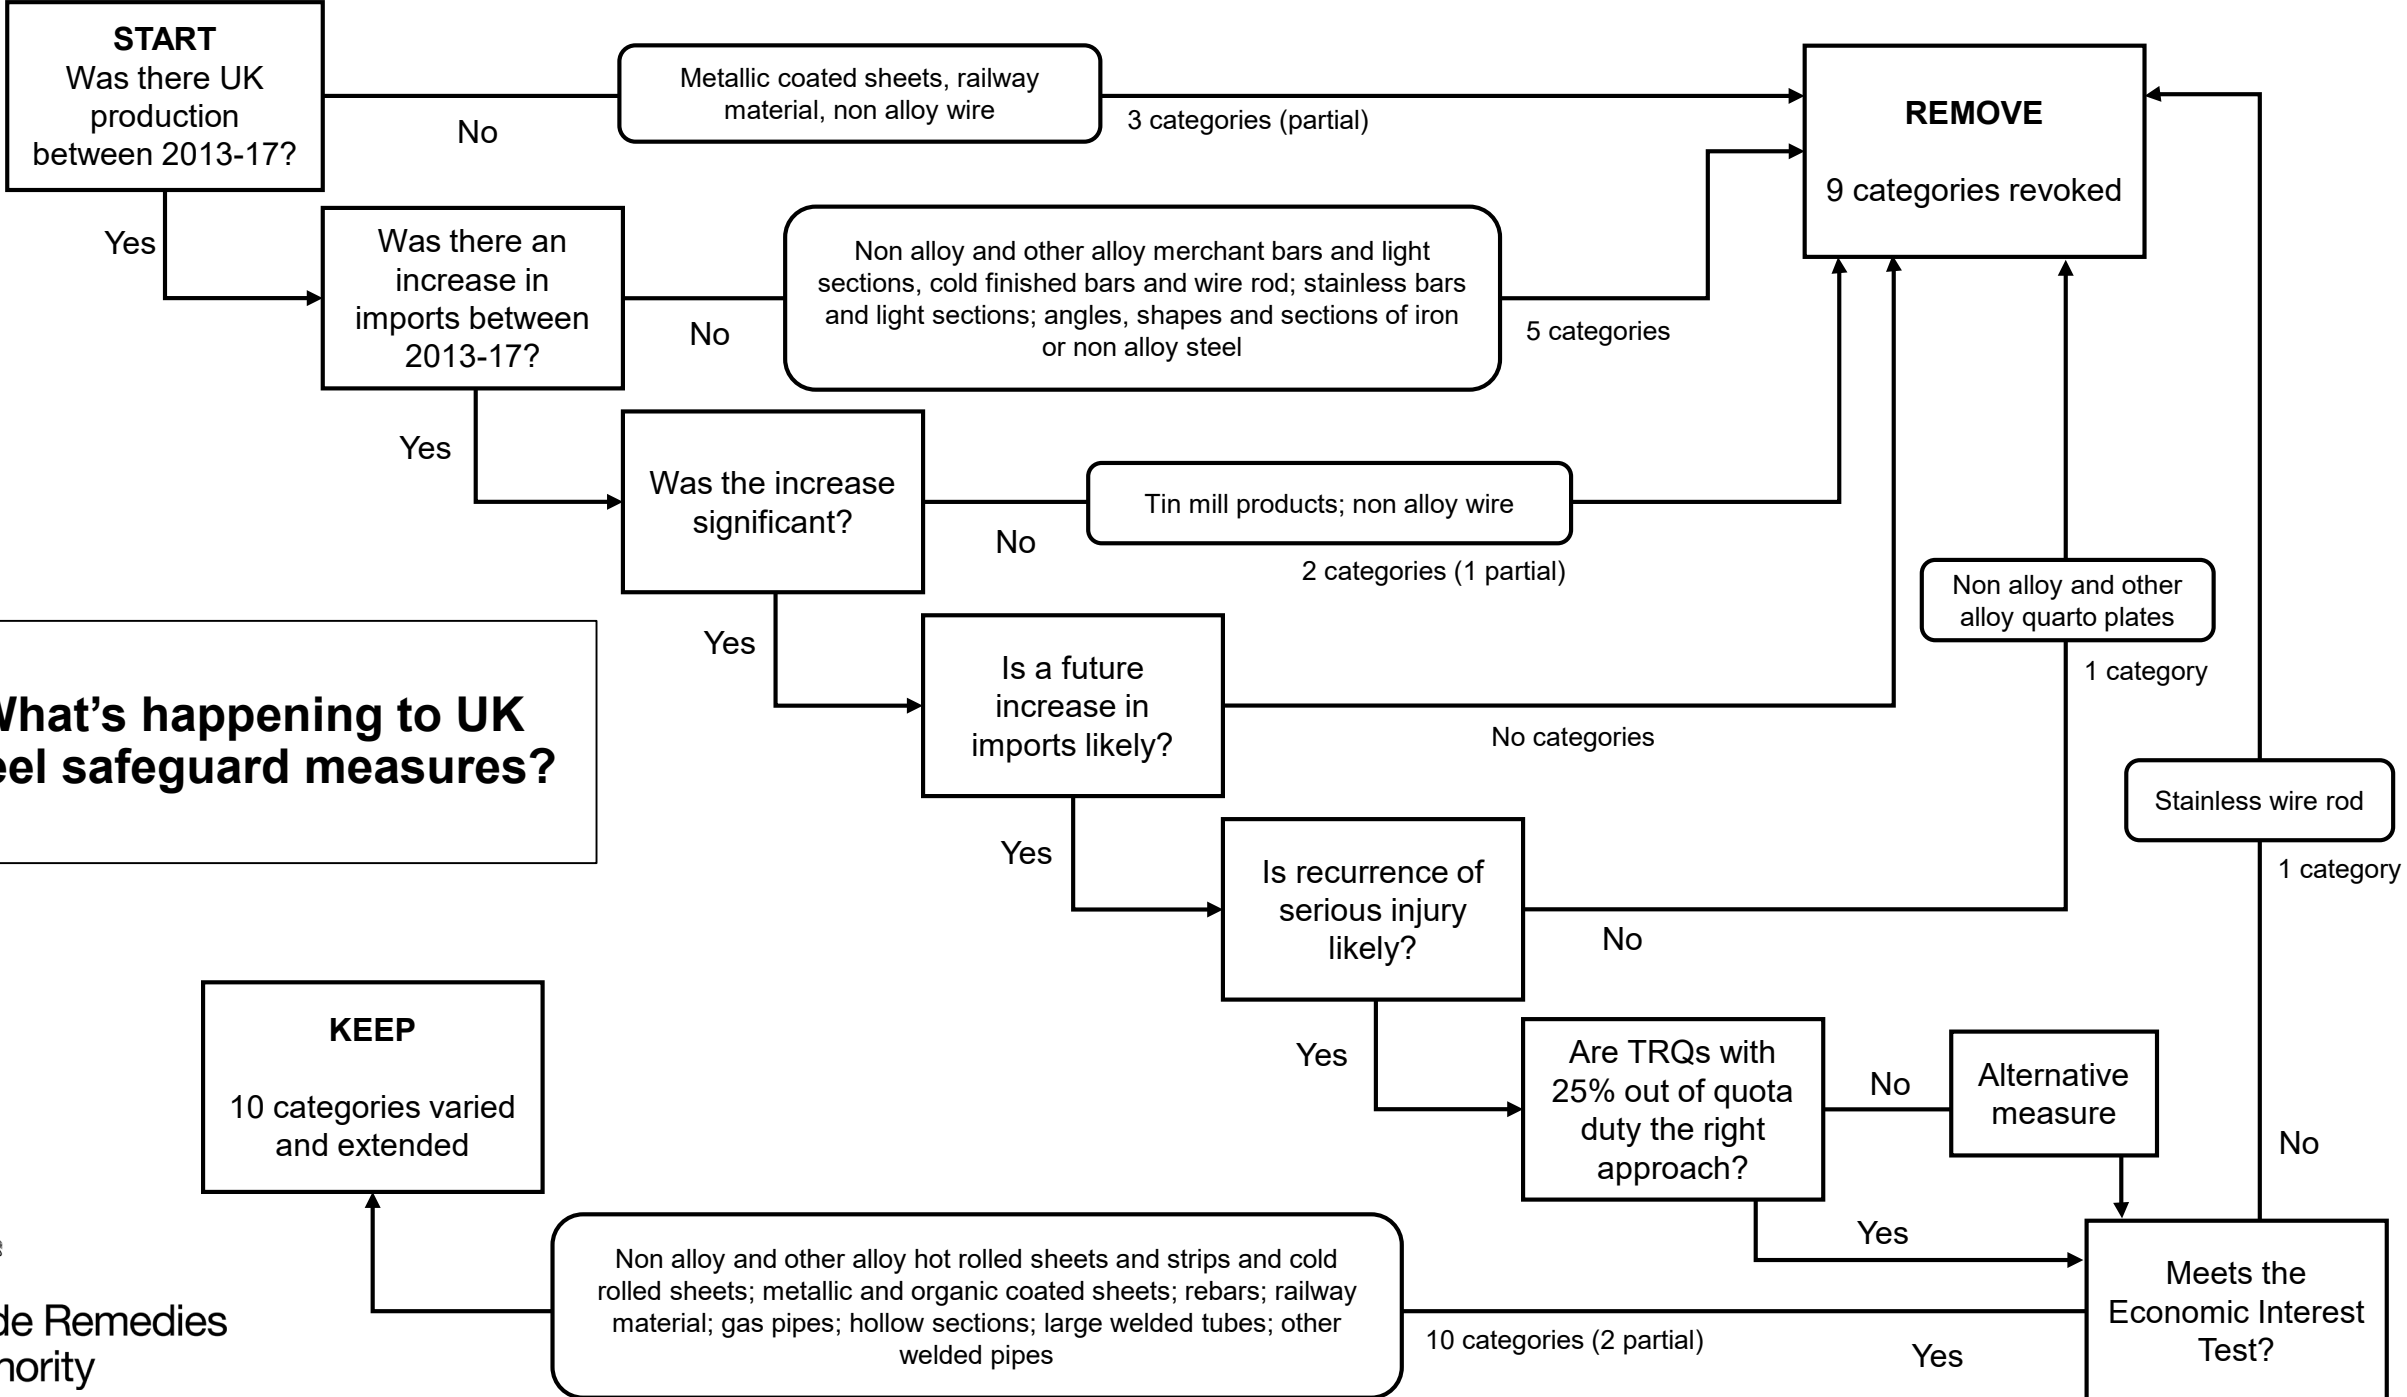 START
Was there UK
production
between 2013-17?
No
Metallic coated sheets, railway
material, non alloy wire
3 categories (partial)
REMOVE
9 categories revoked
Yes
Was there an
increase in
imports between
2013-17?
No
Non alloy and other alloy merchant bars and light
sections, cold finished bars and wire rod; stainless bars
and light sections; angles, shapes and sections of iron
or non alloy steel
5 categories
Yes
Was the increase
significant?
No
Tin mill products; non alloy wire
2 categories (1 partial)
Non alloy and other
alloy quarto plates
1 category
Yes
Is a future
increase in
imports likely?
No categories
What’s happening to UK
eel safeguard measures?
Stainless wire rod
1 category
Yes
Is recurrence of
serious injury
likely?
No
KEEP
10 categories varied
and extended
Yes
Are TRQs with
25% out of quota
duty the right
approach?
No
Alternative
measure
No
Yes
Non alloy and other alloy hot rolled sheets and strips and cold
rolled sheets; metallic and organic coated sheets; rebars; railway
material; gas pipes; hollow sections; large welded tubes; other
welded pipes
10 categories (2 partial)
Yes
Meets the
Economic Interest
Test?
de Remedies
hority